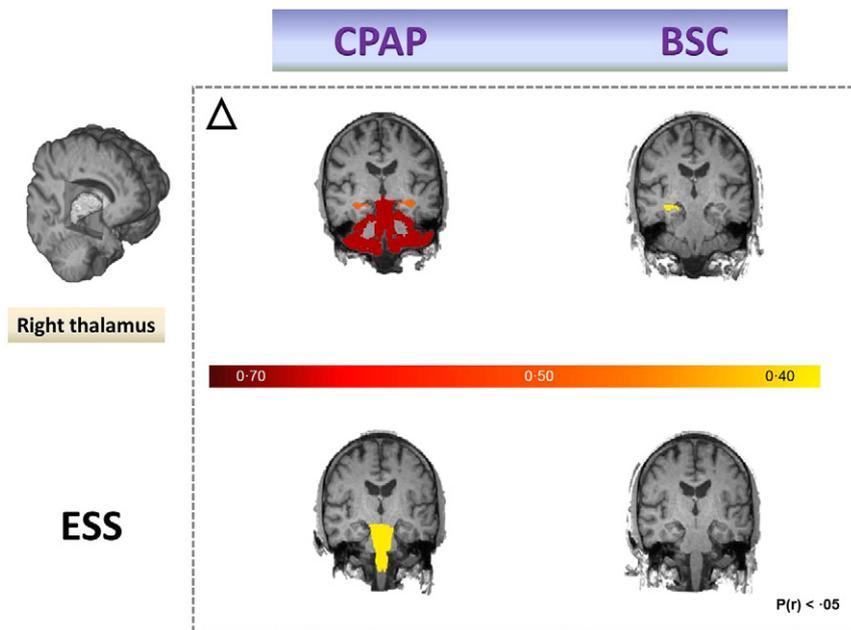 CPAP BSC
Δ
Right thalamus
0·70 0·50 0·40
ESS
P(r) < ·05